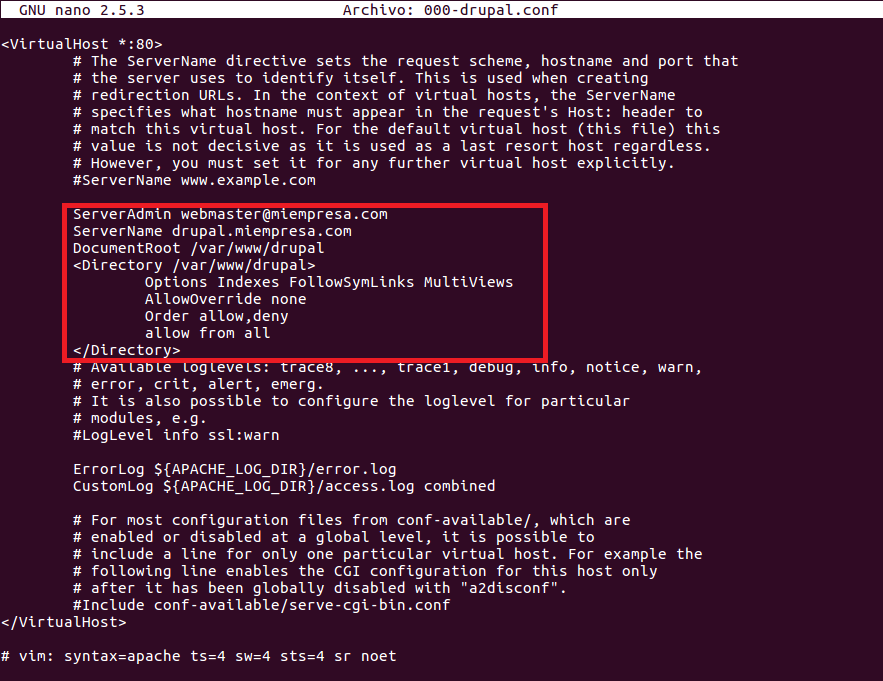 GNU nano 2.5.3 Archivo: 000-drupal.conf
<VirtualHost *:80>
# The ServerName directive sets the request scheme, hostname and port that
# the server uses to identify itself. This is used when creating
# redirection URLs. In the context of virtual hosts, the ServerName
# specifies what hostname must appear in the request's Host: header to
# match this virtual host. For the default virtual host (this file) this
# value is not decisive as it is used as a last resort host regardless.
# However, you must set it for any further virtual host explicitly.
#ServerName www.example.com
ServerAdmin webmaster@miempresa.com
ServerName drupal.miempresa.com
DocumentRoot /var/www/drupal
<Directory /var/www/drupal>
Options Indexes FollowSymLinks MultiViews
AllowOverride none
Order allow,deny
allow from all
</Directory>
# Available loglevels: trace8, ..., trace1, debug, info, notice, warn,
# error, crit, alert, emerg.
# It is also possible to configure the loglevel for particular
# modules, e.g.
#LogLevel info ssl:warn
ErrorLog ${APACHE_LOG_DIR}/error.log
CustomLog ${APACHE_LOG_DIR}/access.log combined
# For most configuration files from conf-available/, which are
# enabled or disabled at a global level, it is possible to
# include a line for only one particular virtual host. For example the
# following line enables the CGI configuration for this host only
# after it has been globally disabled with "a2disconf".
#Include conf-available/serve-cgi-bin.conf
</VirtualHost>
# vim: syntax=apache ts=4 sw=4 sts=4 sr noet